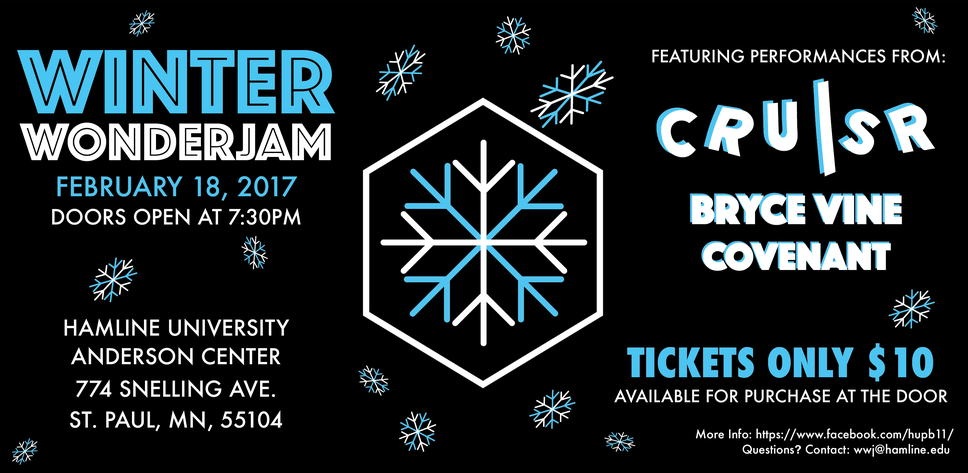 WINTER
WONDERJAM
FEBRUARY 18, 2017
DOORS OPEN AT 7:30PM
HAMLINE UNIVERSITY
ANDERSON CENTER
774 SNELLING AVE.
ST. PAUL, MN, 55104
FEATURING PERFORMANCES FROM:
CRUISR
BRYCE VINE
COVENANT
TICKETS ONLY $10
AVAILABLE FOR PURCHASE AT THE DOOR
More Info: https://www.facebook.com/hupb11/
Questions? Contact: wwj@hamline.edu